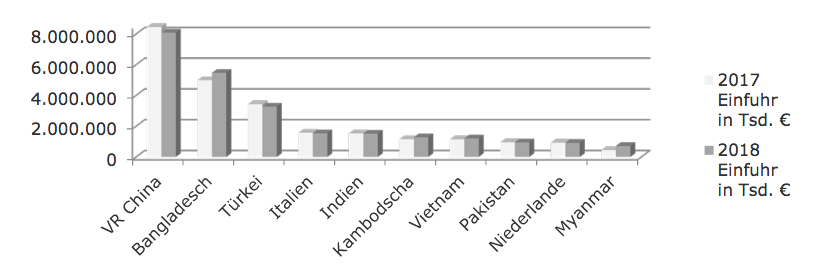 8.000.000
6.000.000
4.000.000
2.000.000
0
VR China
Bangladesch
Türkei
Italien
Indien
Kambodscha
Vietnam
Pakistan
Niederlande
Myanmar
2017
Einfuhr
in Tsd. €
2018
Einfuhr
in Tsd. €